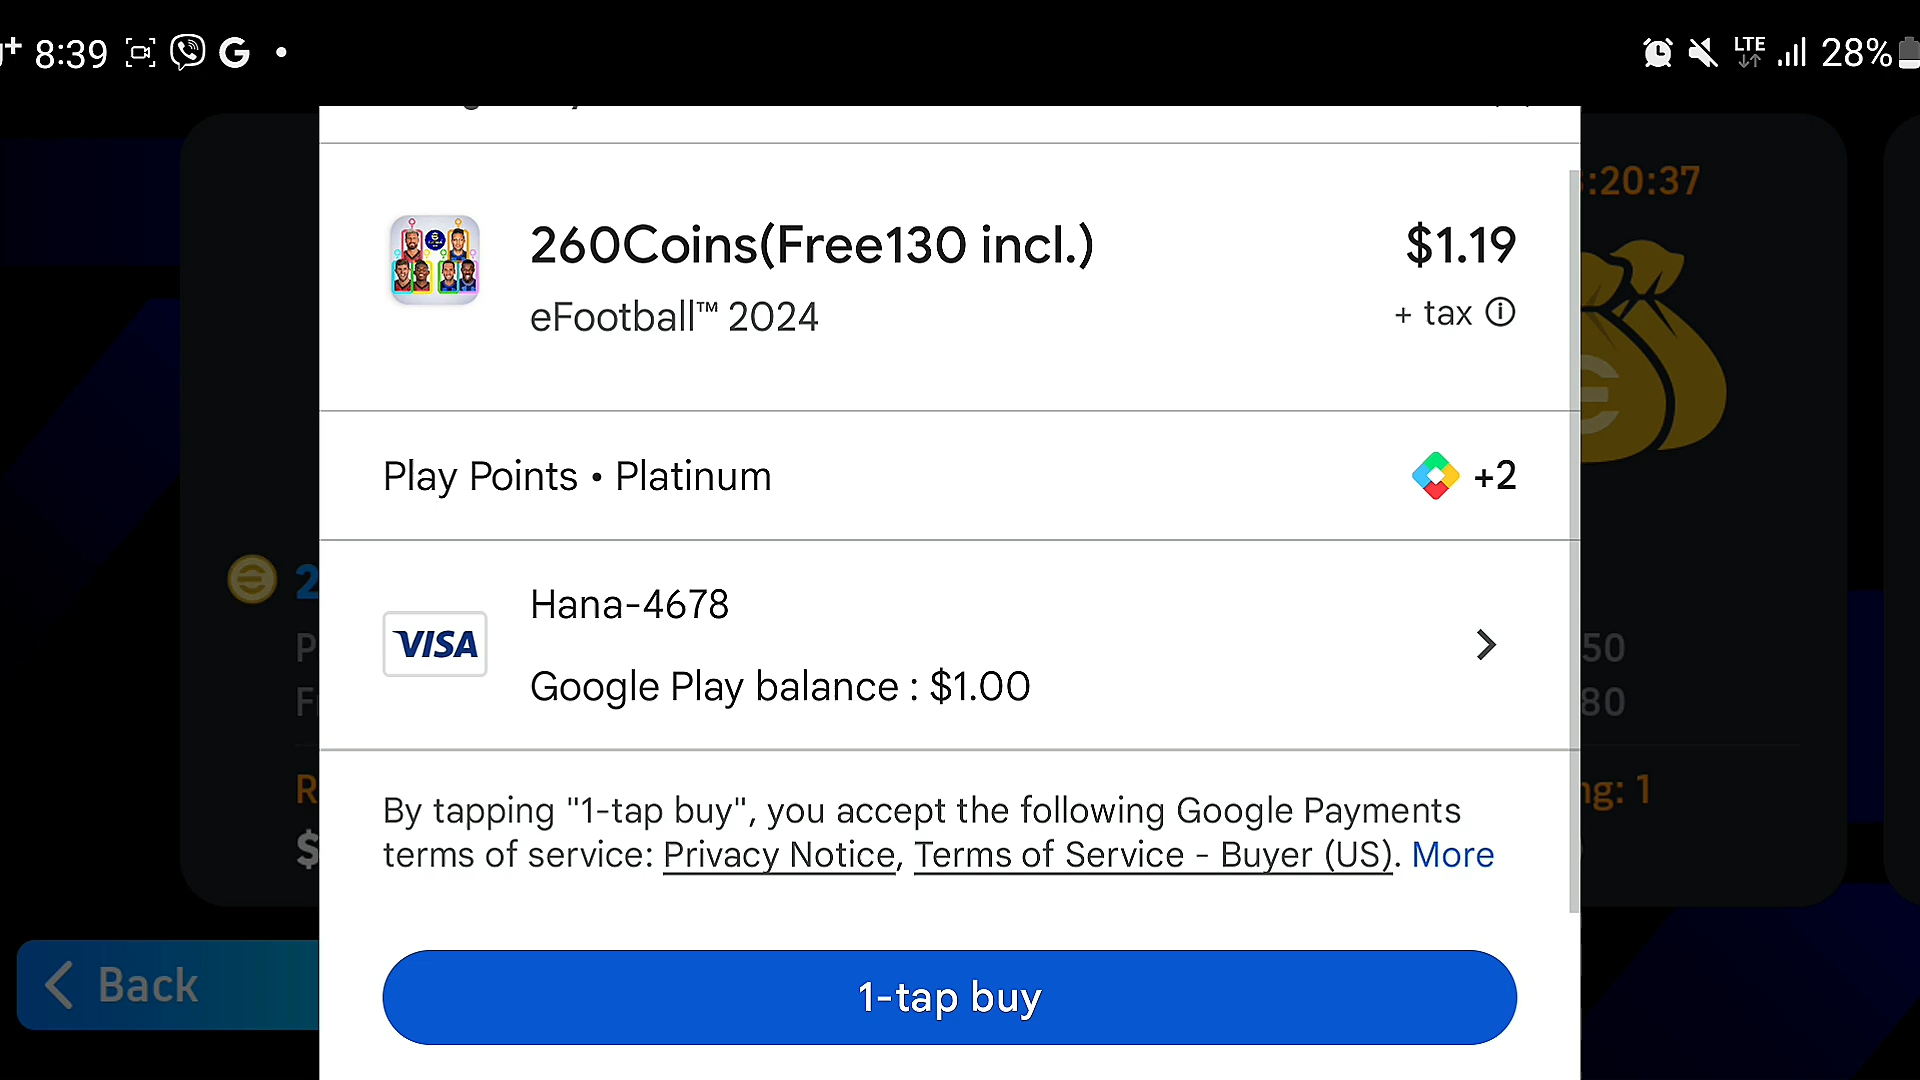 8:39
LTE
28%
:20:37
260Coins(Free130 incl.)
$1.19
eFootball™ 2024
+ tax
Play Points • Platinum
+2
2
Hana-4678
VISA
Google Play balance : $1.00
P
50
F
80
By tapping "1-tap buy", you accept the following Google Payments
terms of service: Privacy Notice, Terms of Service - Buyer (US). More
R
ng: 1
$
Back
1-tap buy